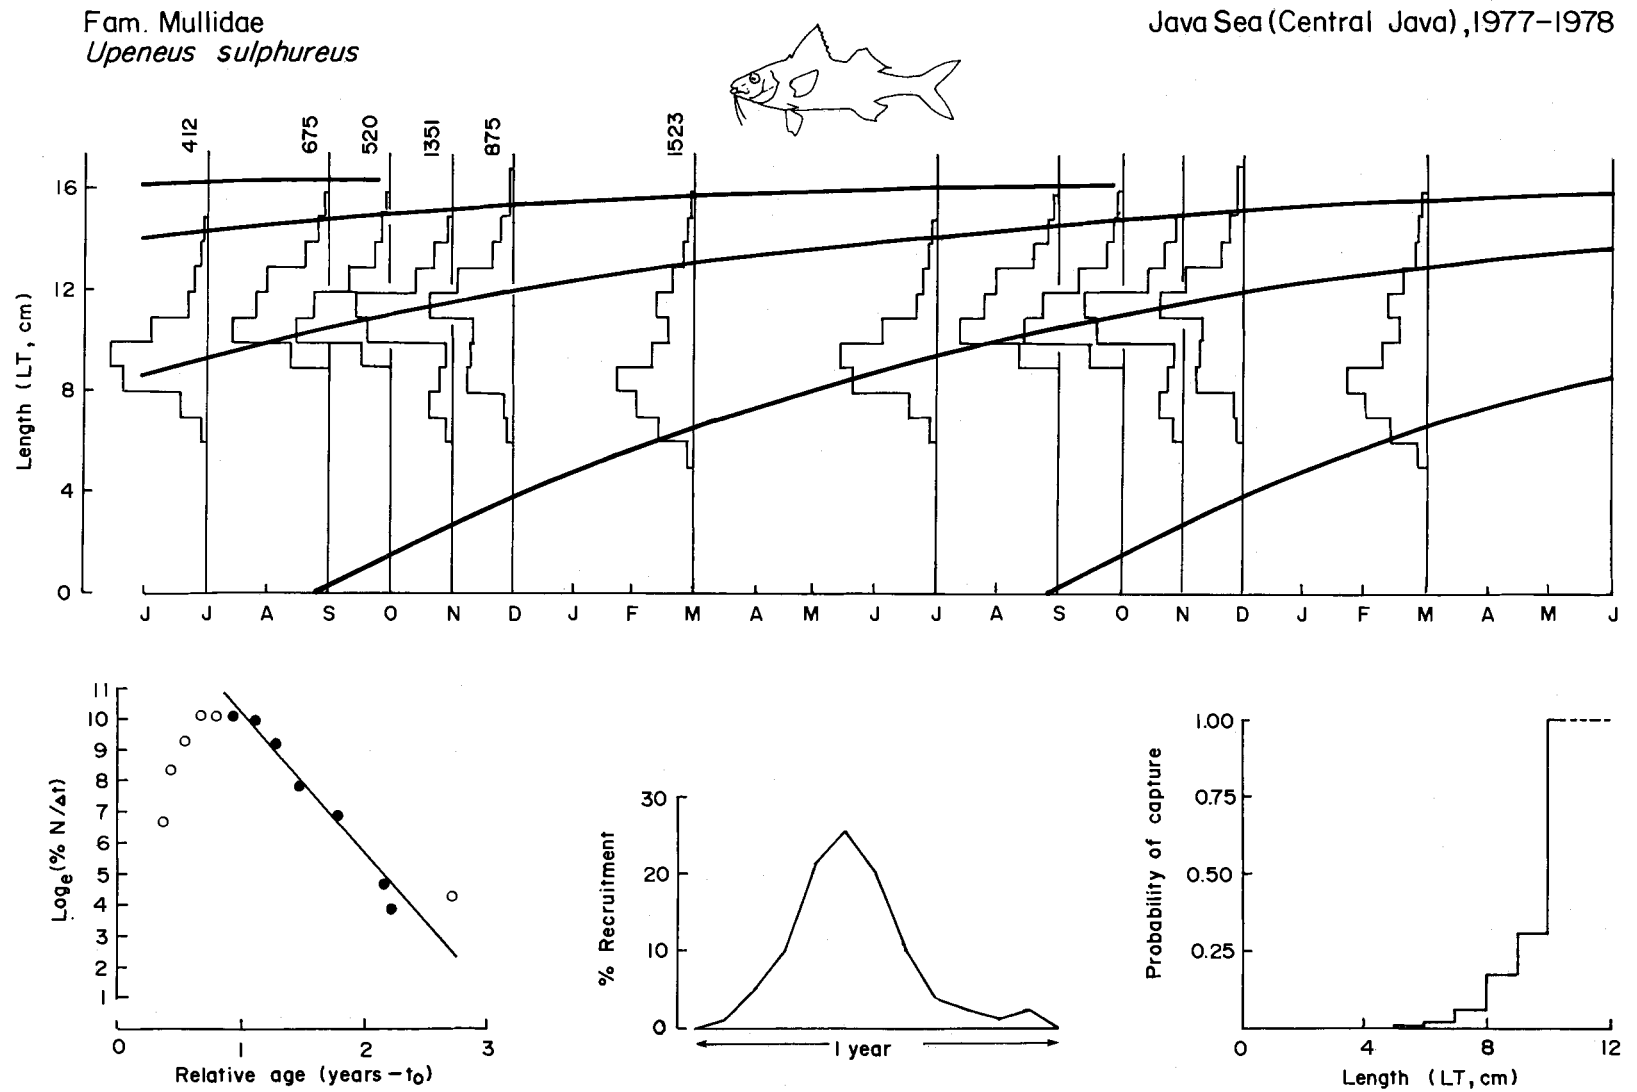 Fam. Mullidae
Upeneus sulphureus
Java Sea (Central Java), 1977–1978
412 675 520 1351 875 1523
Length (LT, cm)
16
12
8
4
0
J J A S O N D J F M A M J J A S O N D J F M A M J
Loge (% N/Δt)
11
10
9
8
7
6
5
4
3
2
1
0 1 2 3
Relative age (years – to)
% Recruitment
30
20
10
0
1 year
Probability of capture
1.00
0.75
0.50
0.25
0 4 8 12
Length (LT, cm)